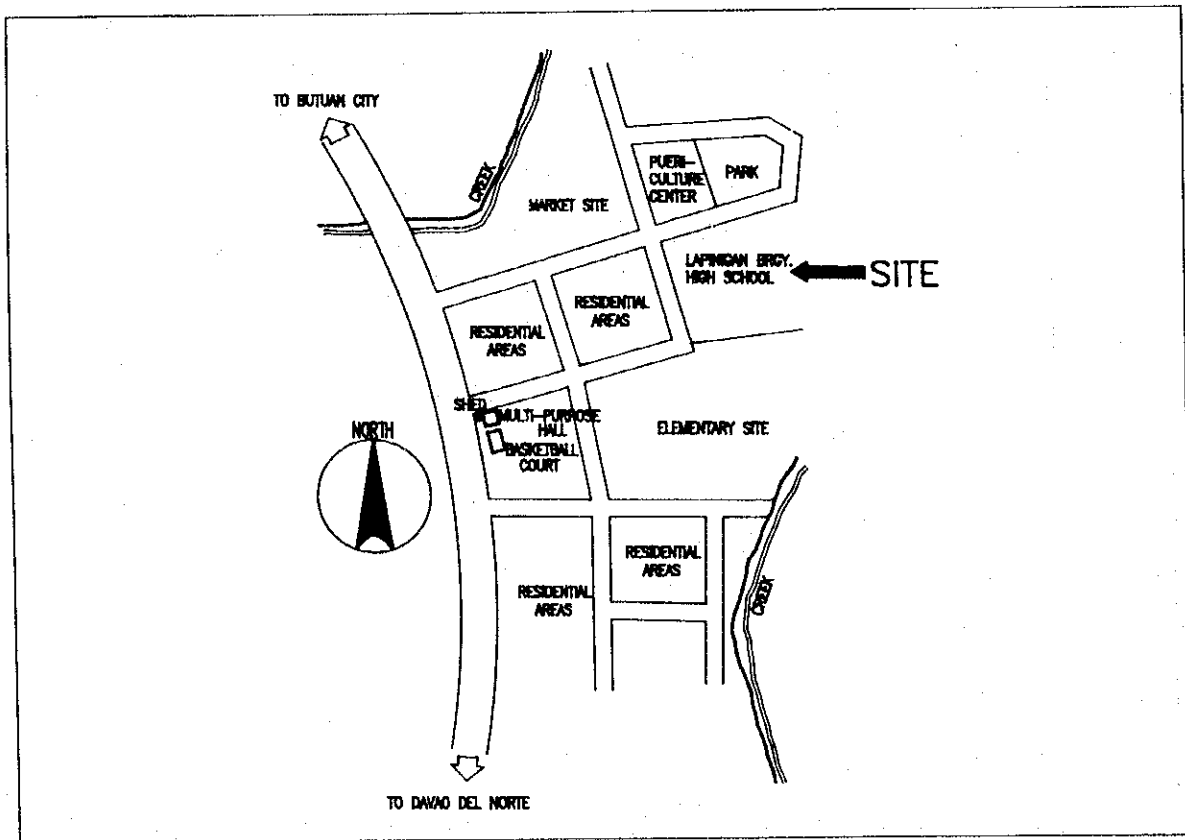 TO BUTUAN CITY
CREEK
MARKET SITE
PUERI-
CULTURE
CENTER
PARK
LAPINIGAN BRGY.
HIGH SCHOOL
SITE
RESIDENTIAL
AREAS
RESIDENTIAL
AREAS
SHED
MULTI-PURROSE
HALL
BASKETBALL
COURT
ELEMENTARY SITE
NORTH
RESIDENTIAL
AREAS
RESIDENTIAL
AREAS
CREEK
TO DAVAO DEL NORTE